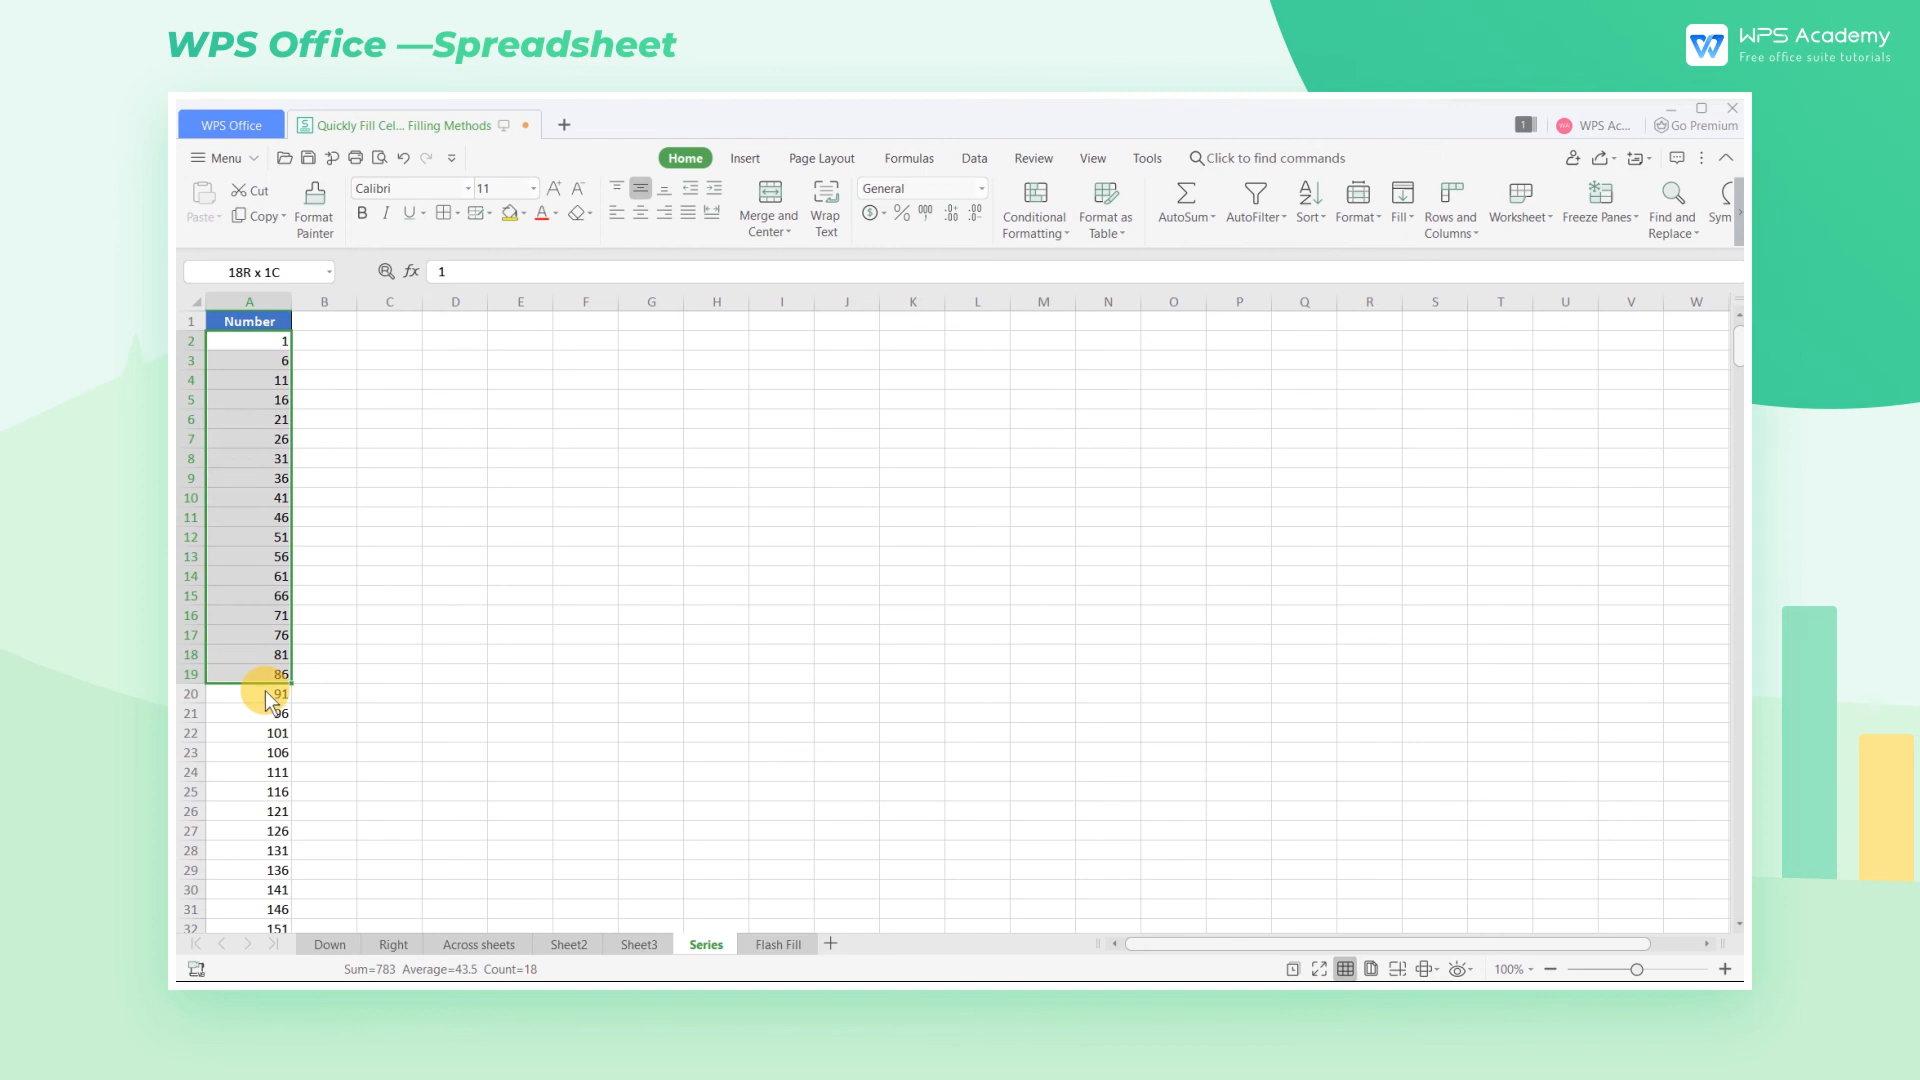 WPS Office —Spreadsheet
WPS Academy
Free office suite tutorials
WPS Office
Quickly Fill Cel... Filling Methods
1
WPS Ac...
Go Premium
Menu
Home
Insert
Page Layout
Formulas
Data
Review
View
Tools
Click to find commands
Paste
Cut
Copy
Format Painter
Calibri
11
Merge and Center
Wrap Text
General
Conditional Formatting
Format as Table
AutoSum
AutoFilter
Sort
Format
Fill
Rows and Columns
Worksheet
Freeze Panes
Find and Replace
Sym
18R x 1C
fx
1
A B C D E F G H I J K L M N O P Q R S T U V W
1 Number
2 1
3 6
4 11
5 16
6 21
7 26
8 31
9 36
10 41
11 46
12 51
13 56
14 61
15 66
16 71
17 76
18 81
19 86
20 91
21 96
22 101
23 106
24 111
25 116
26 121
27 126
28 131
29 136
30 141
31 146
32 151
Down Right Across sheets Sheet2 Sheet3 Series Flash Fill
Sum=783 Average=43.5 Count=18
100%